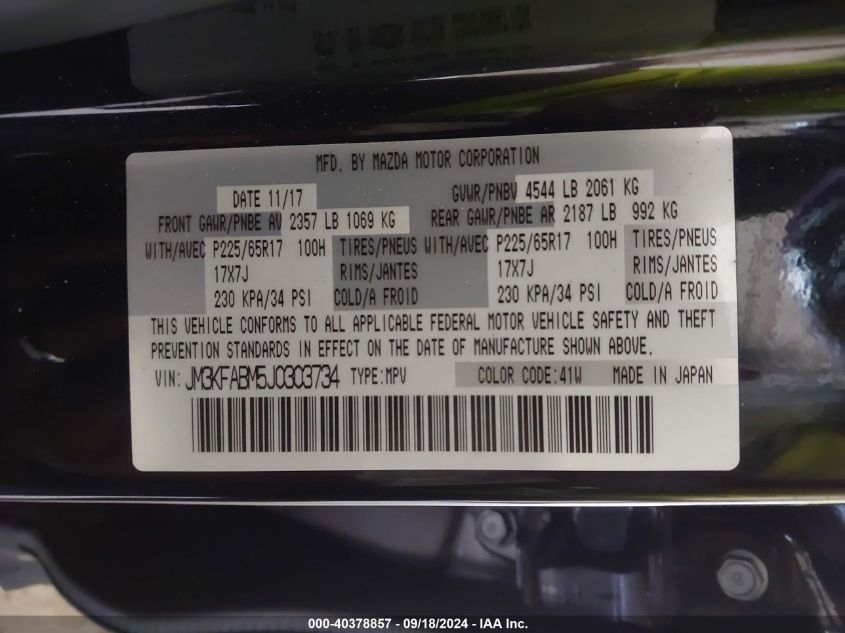 MFD. BY MAZDA MOTOR CORPORATION
DATE 11/17 GVWR/PNBV 4544 LB 2061 KG
FRONT GAWR/PNBE AV 2357 LB 1069 KG REAR GAWR/PNBE AR 2187 LB 992 KG
WITH/AVEC P225/65R17 100H TIRES/PNEUS WITH/AVEC P225/65R17 100H TIRES/PNEUS
17X7J RIMS/JANTES 17X7J RIMS/JANTES
230 KPA/34 PSI COLD/A FROID 230 KPA/34 PSI COLD/A FROID
THIS VEHICLE CONFORMS TO ALL APPLICABLE FEDERAL MOTOR VEHICLE SAFETY AND THEFT
PREVENTION STANDARDS IN EFFECT ON THE DATE OF MANUFACTURE SHOWN ABOVE.
VIN: JM3KFABM5J0303734 TYPE:MPV COLOR CODE:41W MADE IN JAPAN
000-40378857 - 09/18/2024 - IAA Inc.